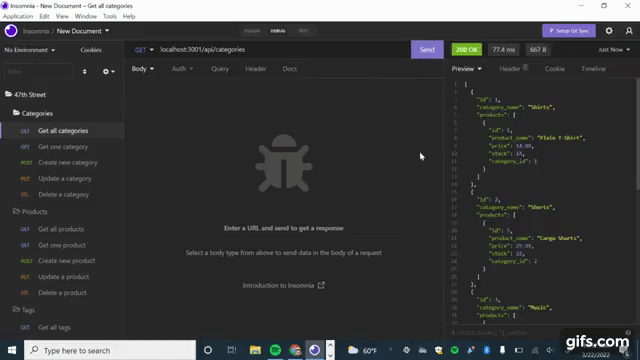 Insomnia - New Document – Get all categories
Application Edit View Window Tools Help
Insomnia / New Document
DESIGN DEBUG TEST
Setup Git Sync
No Environment Cookies
GET localhost:3001/api/categories Send
200 OK 77.4 ms 667 B Just Now
Filter
Body Auth Query Header Docs
Preview Header Cookie Timeline
47th Street
Categories
GET Get all categories
GET Get one category
POST Create new category
PUT Update a category
DEL Delete a category
Products
GET Get all products
GET Get one product
POST Create new product
PUT Update a product
DEL Delete a product
Tags
GET Get all tags
Enter a URL and send to get a response
Select a body type from above to send data in the body of a request
Introduction to Insomnia
1 [
2 {
3 "id": 1,
4 "category_name": "Shirts",
5 "products": [
6 {
7 "id": 1,
8 "product_name": "Plain T-Shirt",
9 "price": 14.99,
10 "stock": 14,
11 "category_id": 1
12 }
13 ]
14 },
15 {
16 "id": 2,
17 "category_name": "Shorts",
18 "products": [
19 {
20 "id": 5,
21 "product_name": "Cargo Shorts",
22 "price": 29.99,
23 "stock": 22,
24 "category_id": 2
25 }
26 ]
27 },
28 {
29 "id": 3,
30 "category_name": "Music",
31 "products": [
Type here to search
60°F
3/22/2022
gifs.com